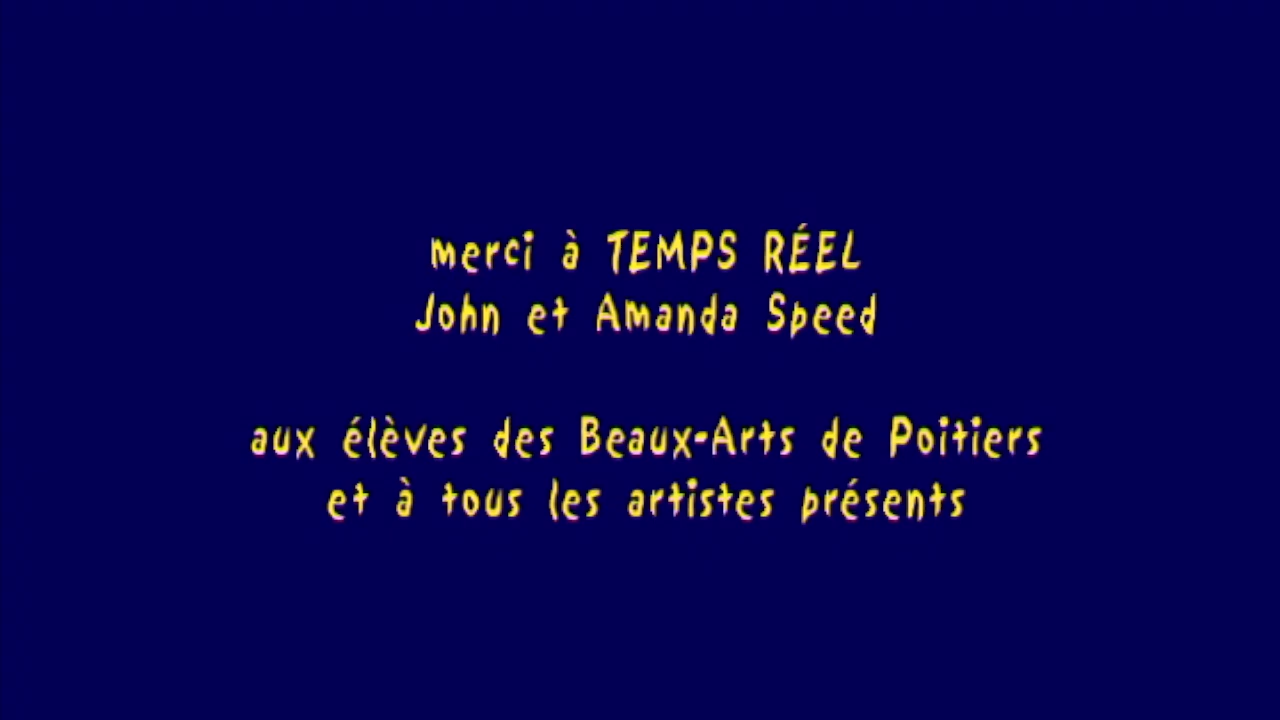 merci à TEMPS RÉEL
John et Amanda Speed
aux élèves des Beaux-Arts de Poitiers
et à tous les artistes présents